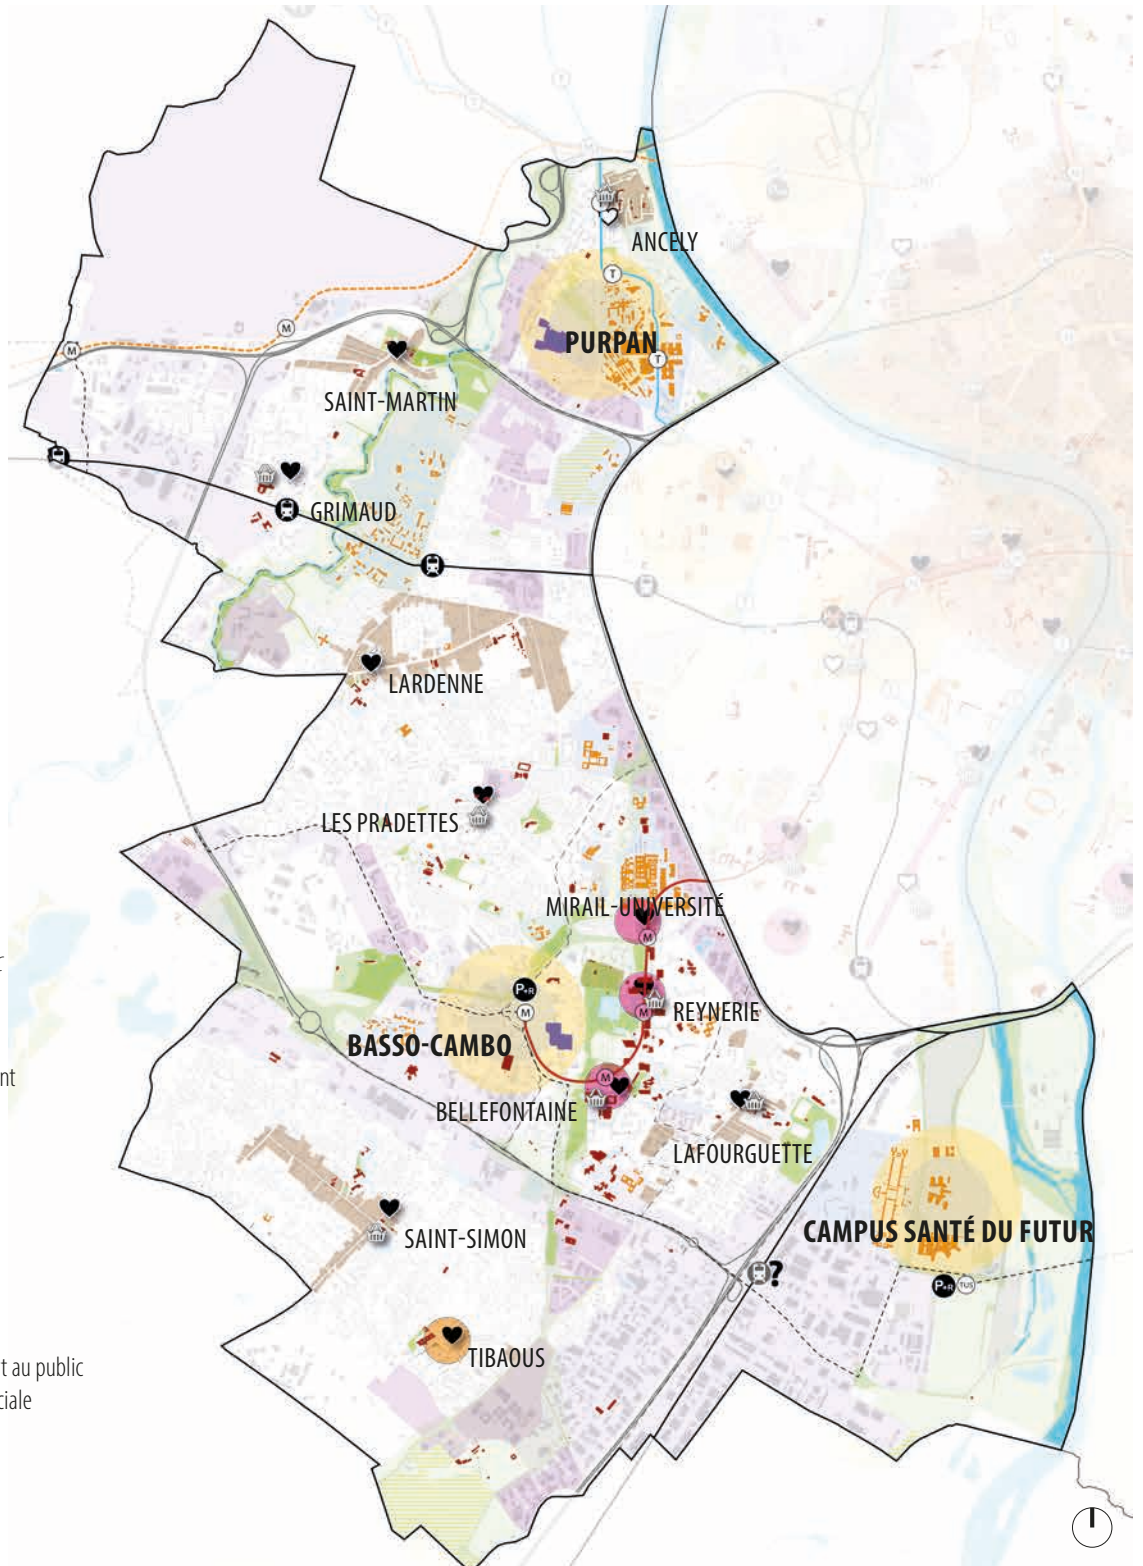 ANCELY
T
PURPAN
T
M
M
SAINT-MARTIN
GRIMAUD
LARDENNE
LES PRADETTES
MIRAIL-UNIVERSITÉ
M
P+R
M
REYNERIE
M
BASSO-CAMBO
nt
M
BELLEFONTAINE
LAFOURGUETTE
CAMPUS SANTÉ DU FUTUR
SAINT-SIMON
?
P+R
TUS
TIBAOUS
t au public
ciale